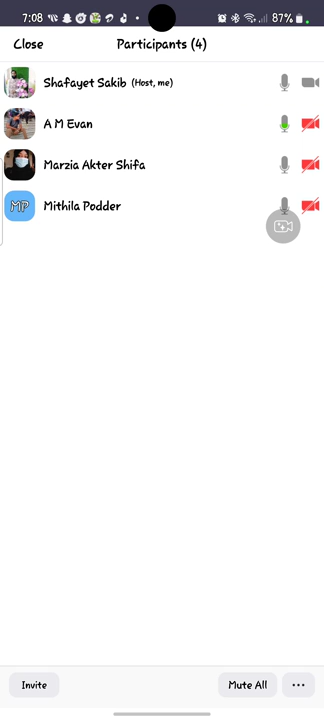 7:08 87%
Close Participants (4)
Shafayet Sakib (Host, me)
A M Evan
Marzia Akter Shifa
MP Mithila Podder
Invite Mute All